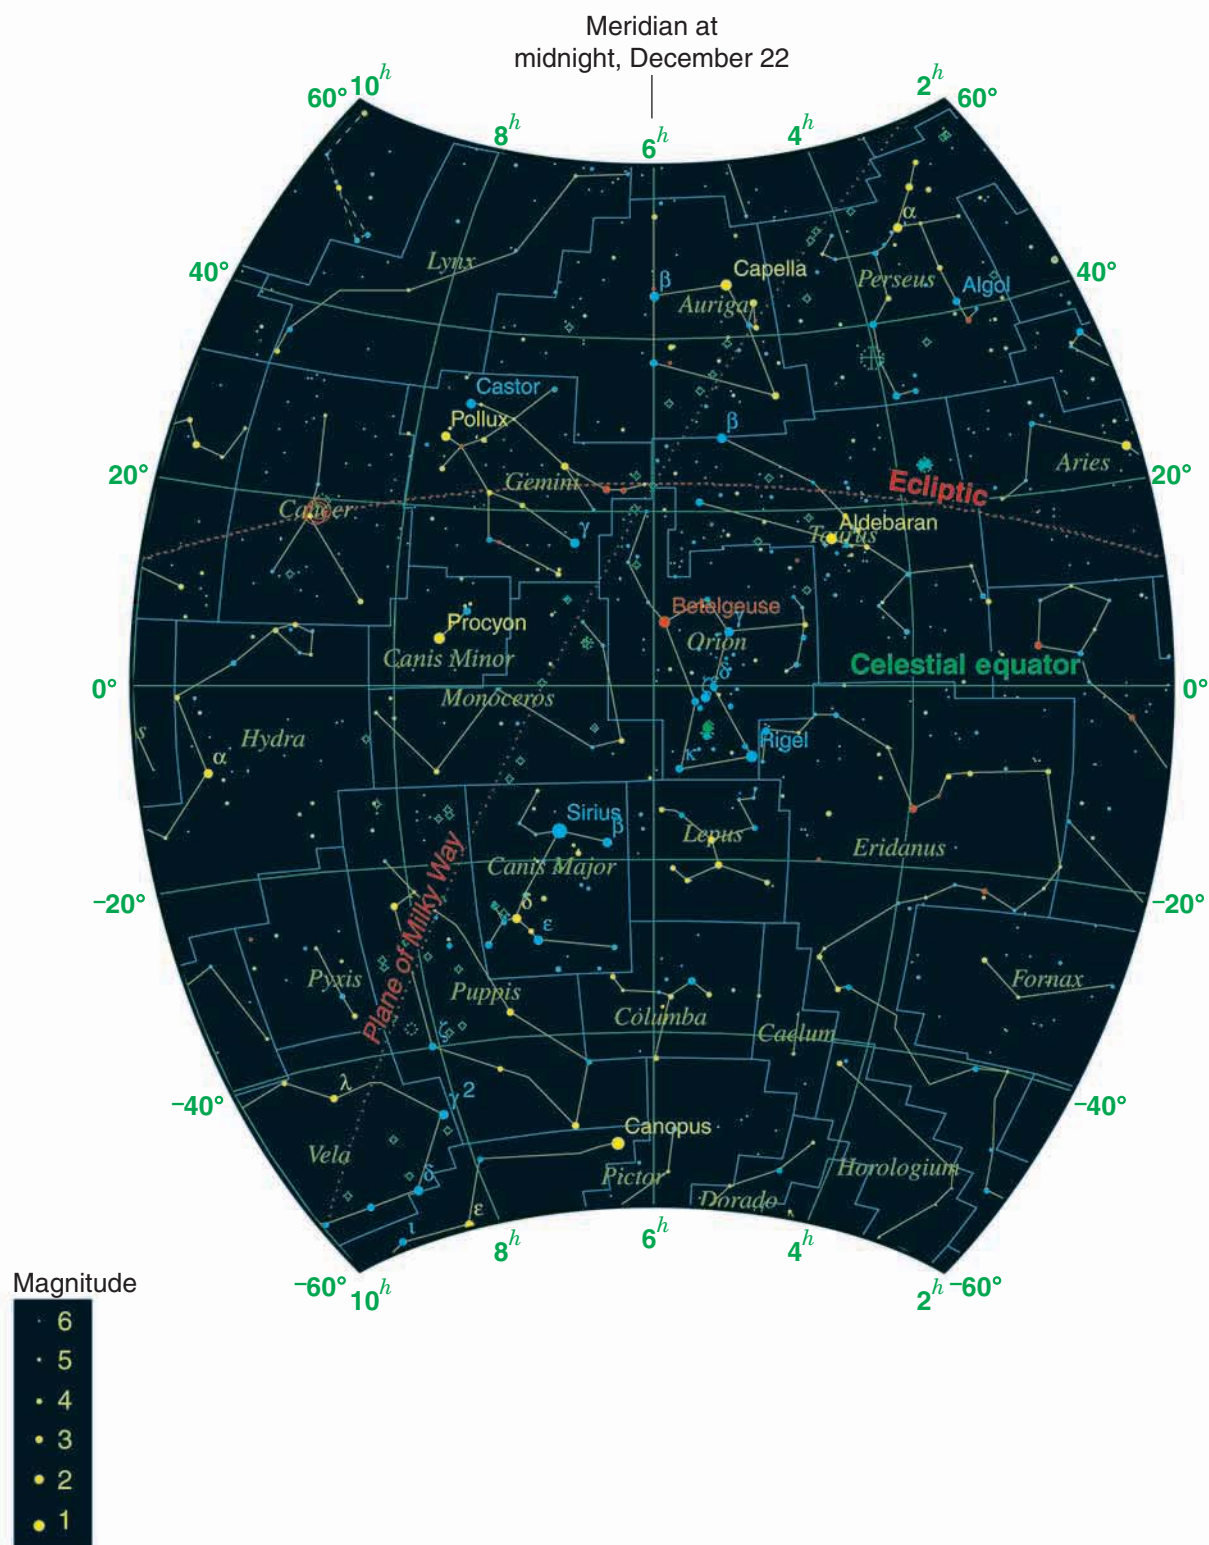 Meridian at
midnight, December 22
60° 10h
8h
6h
4h
2h 60°
α
Lynx
Capella
40°
40°
β
Auriga
Perseus
Algol
Castor
Pollux
β
20°
Gemini
Ecliptic
Aries
20°
Cancer
γ
Aldebaran
Taurus
Betelgeuse
Procyon
γ
Orion
Canis Minor
Celestial equator
δ
0°
Monoceros
ζ
0°
s
Hydra
α
κ
Rigel
Sirius
β
Lepus
Eridanus
Canis Major
Plane of Milky Way
–20°
δ
–20°
ε
Pyxis
Puppis
Fornax
Columba
Caelum
ζ
λ
γ 2
–40°
–40°
Canopus
Vela
δ
Pictor
Horologium
Dorado
ε
ι
8h
6h
4h
–60° 10h
2h –60°
Magnitude
6
5
4
3
2
1